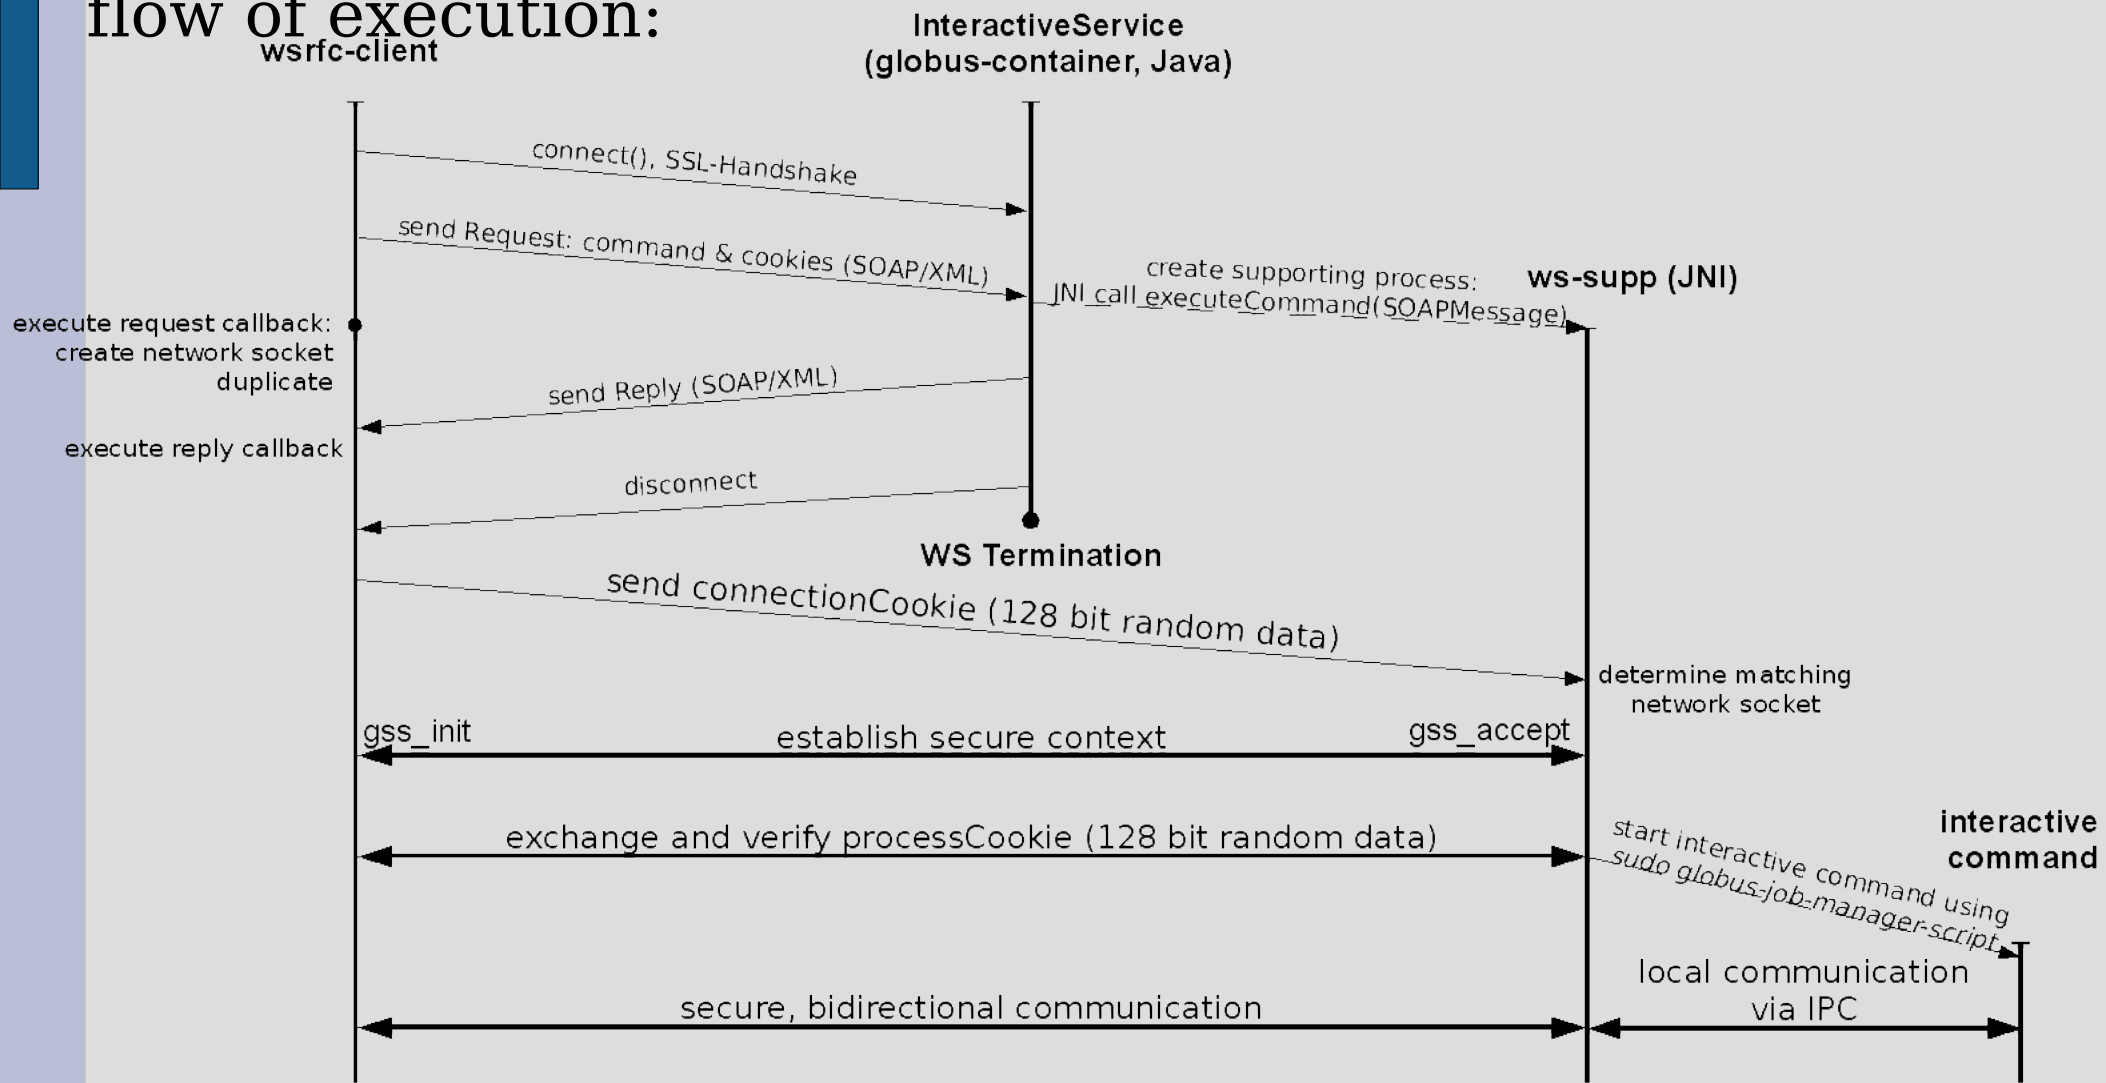 flow of execution:
wsrfc-client
InteractiveService
(globus-container, Java)
connect(), SSL-Handshake
send Request: command & cookies (SOAP/XML)
create supporting process:
JNI call executeCommand(SOAPMessage)
ws-supp (JNI)
execute request callback:
create network socket
duplicate
send Reply (SOAP/XML)
execute reply callback
disconnect
WS Termination
send connectionCookie (128 bit random data)
determine matching
network socket
gss_init
establish secure context
gss_accept
exchange and verify processCookie (128 bit random data)
interactive
command
start interactive command using
sudo globus-job-manager-script
local communication
via IPC
secure, bidirectional communication